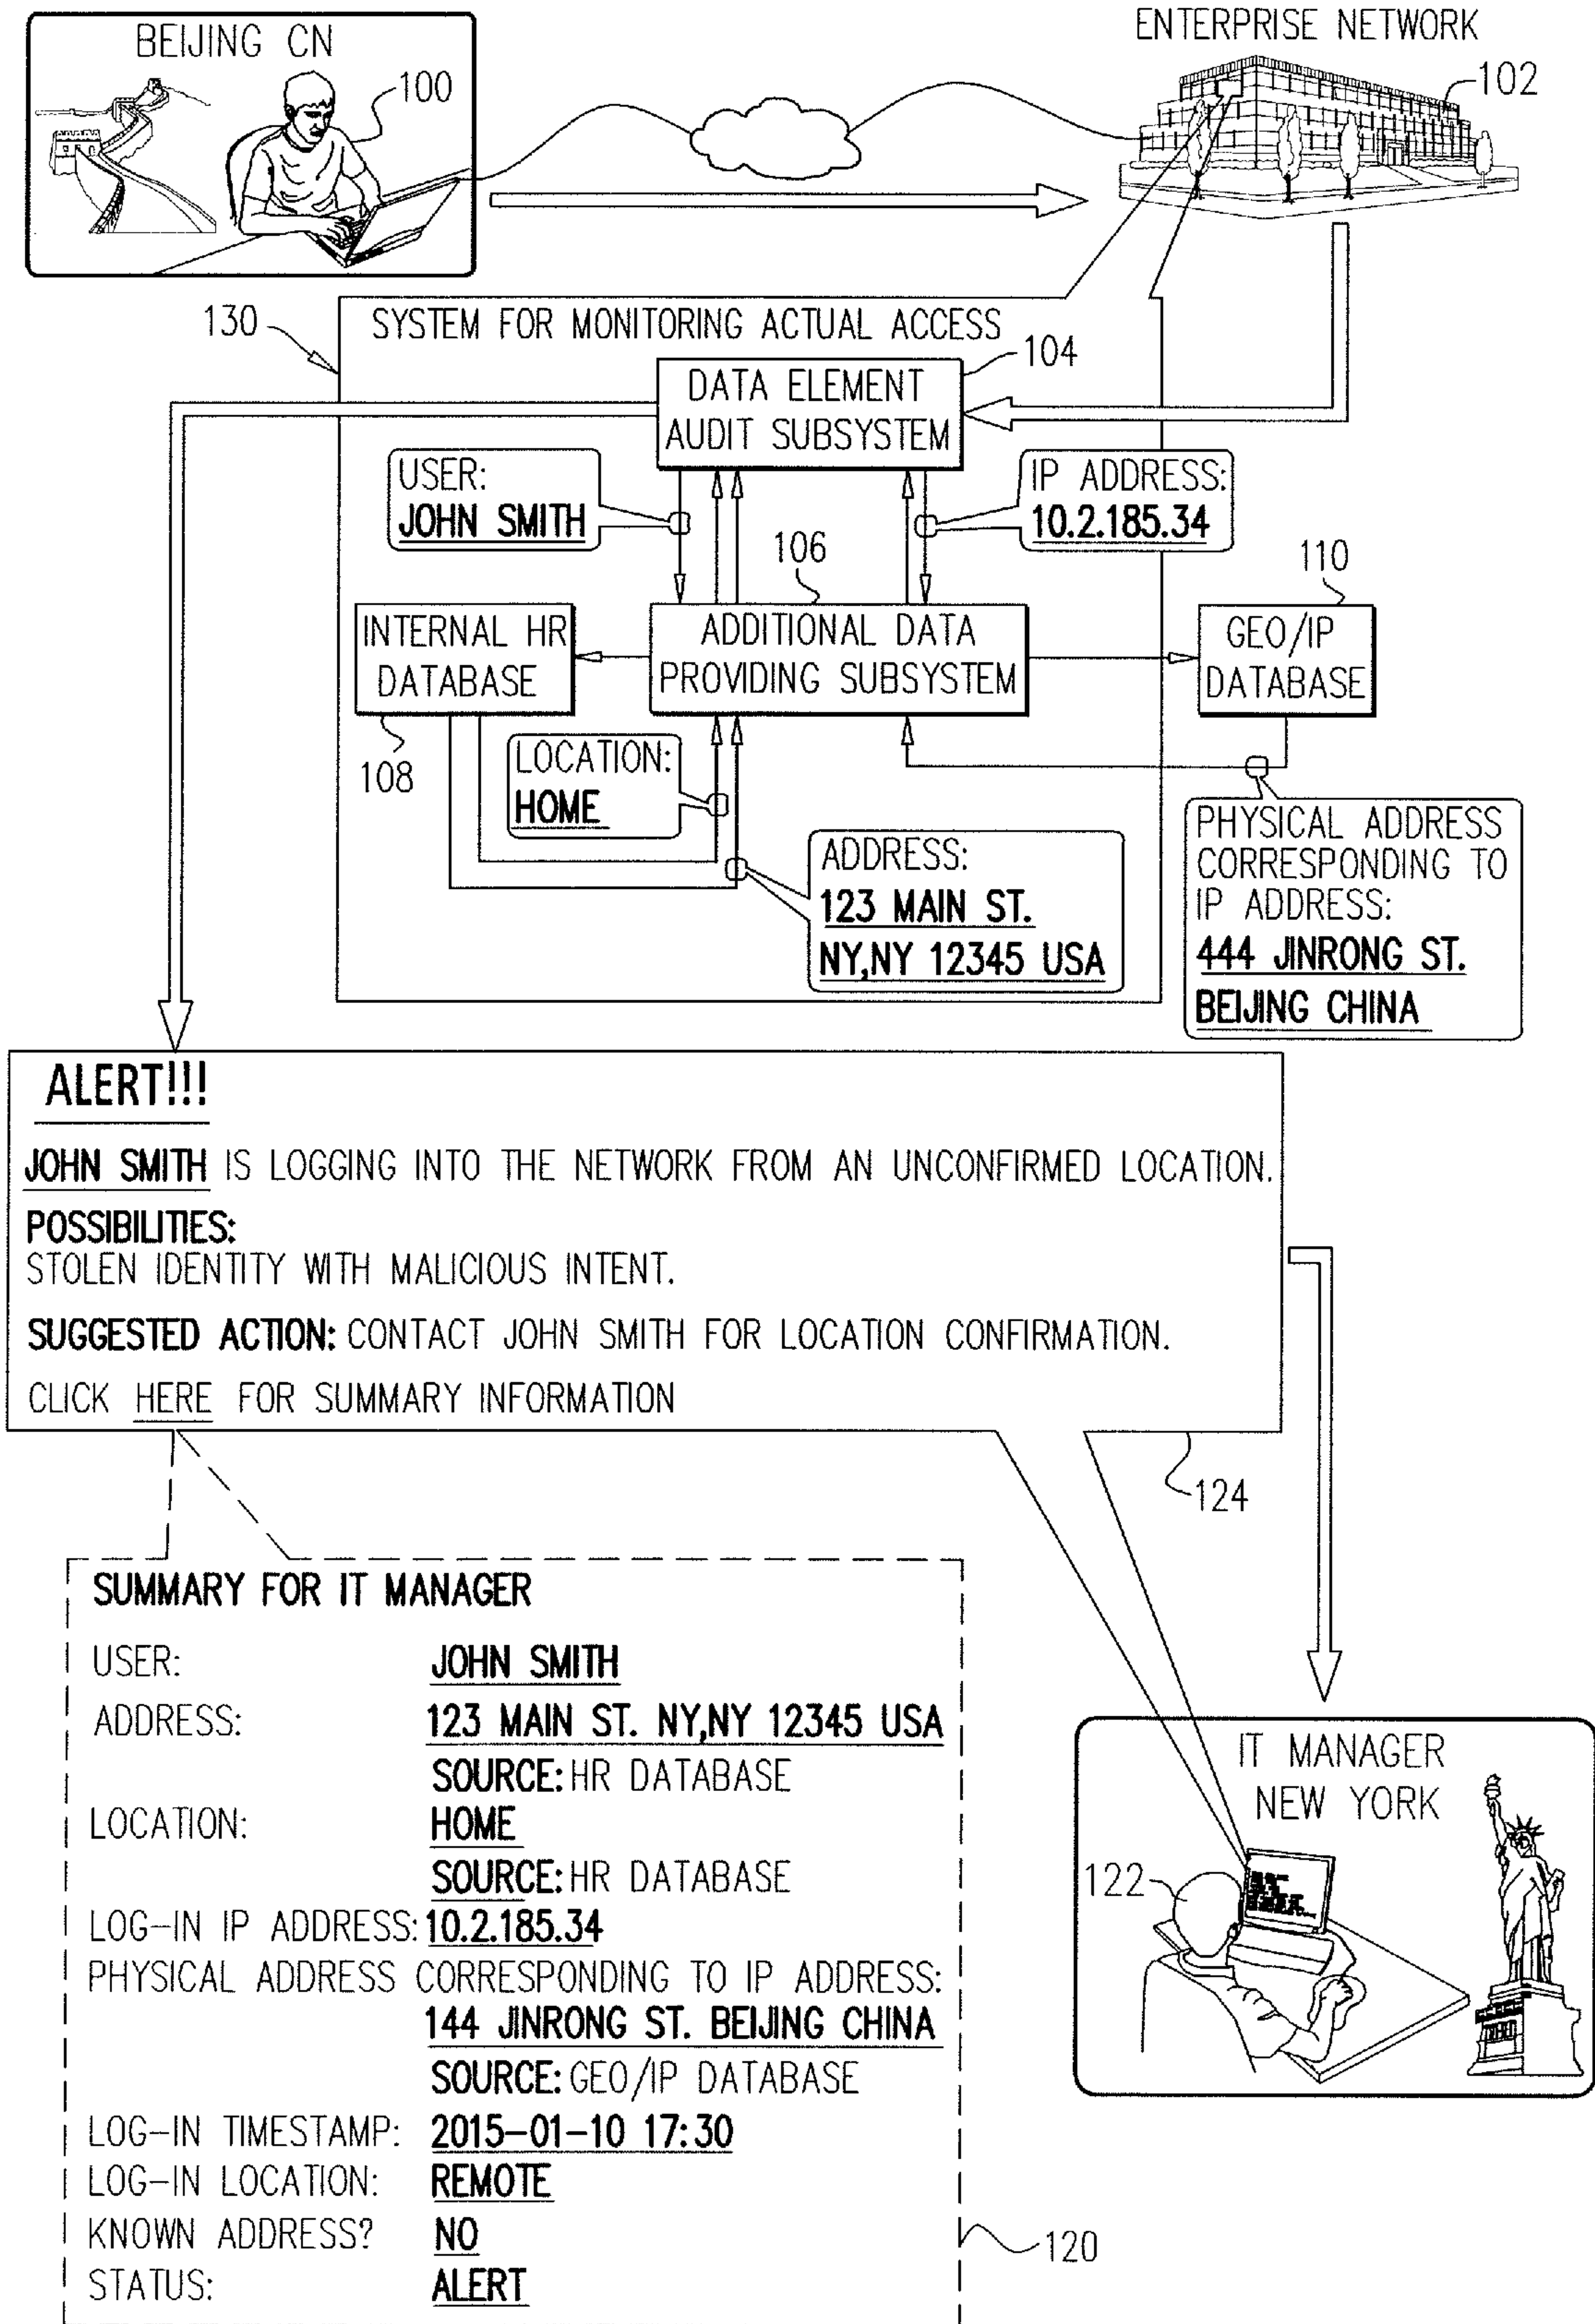 BEIJING CN
100
ENTERPRISE NETWORK
102
130
SYSTEM FOR MONITORING ACTUAL ACCESS
104
DATA ELEMENT
AUDIT SUBSYSTEM
USER:
JOHN SMITH
IP ADDRESS:
10.2.185.34
106
110
INTERNAL HR
DATABASE
ADDITIONAL DATA
PROVIDING SUBSYSTEM
GEO/IP
DATABASE
108
LOCATION:
HOME
ADDRESS:
123 MAIN ST.
NY,NY 12345 USA
PHYSICAL ADDRESS
CORRESPONDING TO
IP ADDRESS:
444 JINRONG ST.
BEIJING CHINA
ALERT!!!
JOHN SMITH IS LOGGING INTO THE NETWORK FROM AN UNCONFIRMED LOCATION.
POSSIBILITIES:
STOLEN IDENTITY WITH MALICIOUS INTENT.
SUGGESTED ACTION: CONTACT JOHN SMITH FOR LOCATION CONFIRMATION.
CLICK HERE FOR SUMMARY INFORMATION
124
SUMMARY FOR IT MANAGER
USER: JOHN SMITH
ADDRESS: 123 MAIN ST. NY,NY 12345 USA
SOURCE: HR DATABASE
LOCATION: HOME
SOURCE: HR DATABASE
LOG-IN IP ADDRESS: 10.2.185.34
PHYSICAL ADDRESS CORRESPONDING TO IP ADDRESS:
144 JINRONG ST. BEIJING CHINA
SOURCE: GEO/IP DATABASE
LOG-IN TIMESTAMP: 2015-01-10 17:30
LOG-IN LOCATION: REMOTE
KNOWN ADDRESS? NO
STATUS: ALERT
120
IT MANAGER
NEW YORK
122